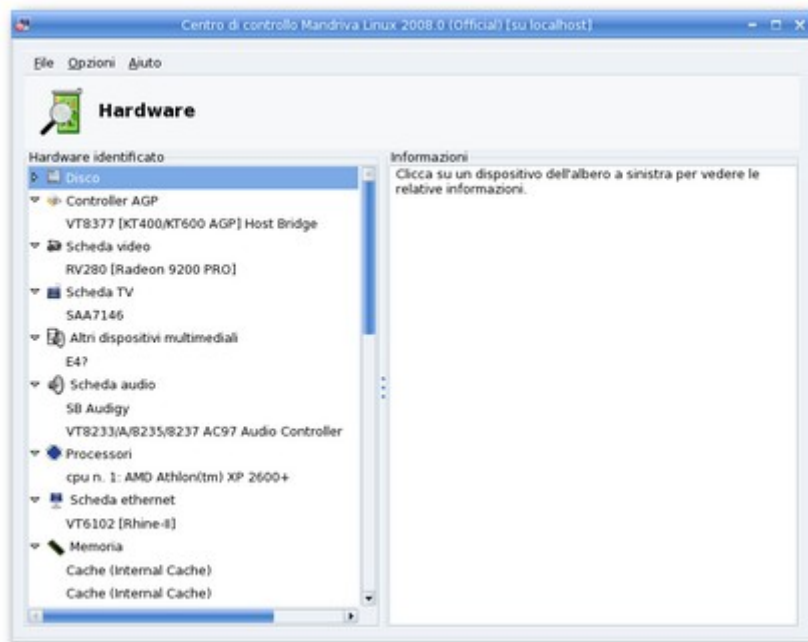 Centro di controllo Mandriva Linux 2008.0 (Official) [su localhost]
File Opzioni Aiuto
Hardware
Hardware identificato
Disco
Controller AGP
VT8377 [KT400/KT600 AGP] Host Bridge
Scheda video
RV280 [Radeon 9200 PRO]
Scheda TV
SAA7146
Altri dispositivi multimediali
E4?
Scheda audio
SB Audigy
VT8233/A/8235/8237 AC97 Audio Controller
Processori
cpu n. 1: AMD Athlon(tm) XP 2600+
Scheda ethernet
VT6102 [Rhine-II]
Memoria
Cache (Internal Cache)
Cache (Internal Cache)
Informazioni
Clicca su un dispositivo dell'albero a sinistra per vedere le
relative informazioni.